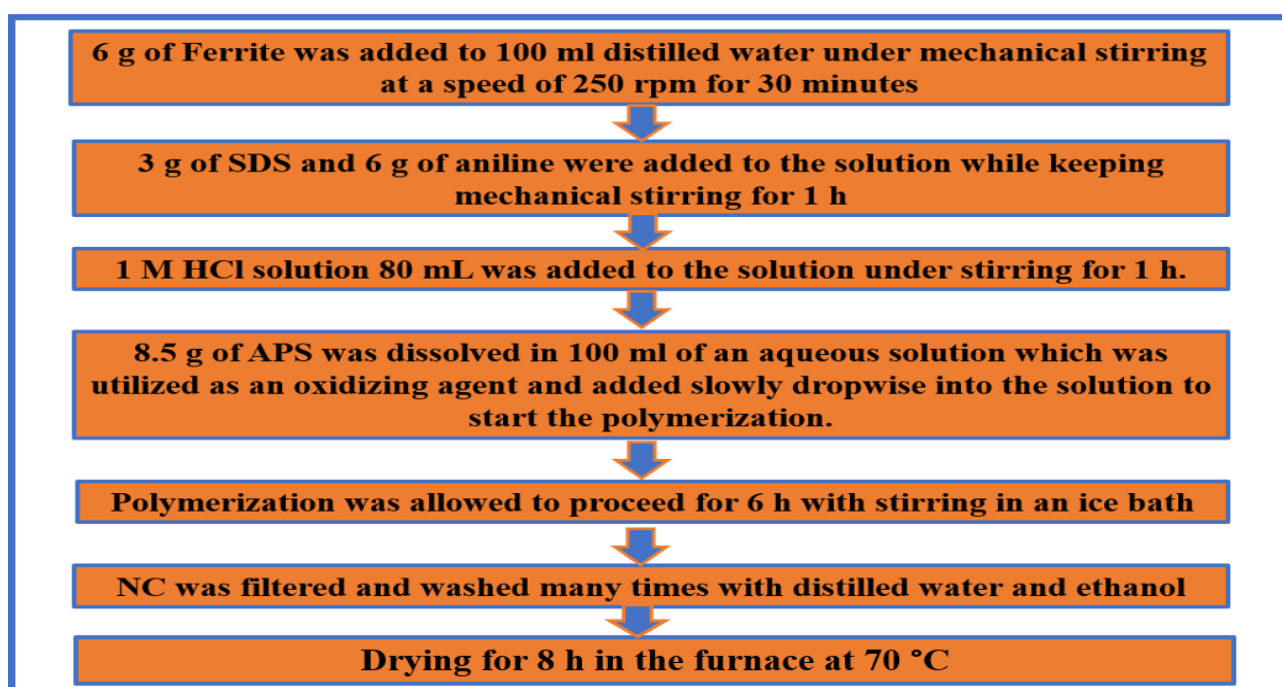 6 g of Ferrite was added to 100 ml distilled water under mechanical stirring
at a speed of 250 rpm for 30 minutes
3 g of SDS and 6 g of aniline were added to the solution while keeping
mechanical stirring for 1 h
1 M HCl solution 80 mL was added to the solution under stirring for 1 h.
8.5 g of APS was dissolved in 100 ml of an aqueous solution which was
utilized as an oxidizing agent and added slowly dropwise into the solution to
start the polymerization.
Polymerization was allowed to proceed for 6 h with stirring in an ice bath
NC was filtered and washed many times with distilled water and ethanol
Drying for 8 h in the furnace at 70 °C